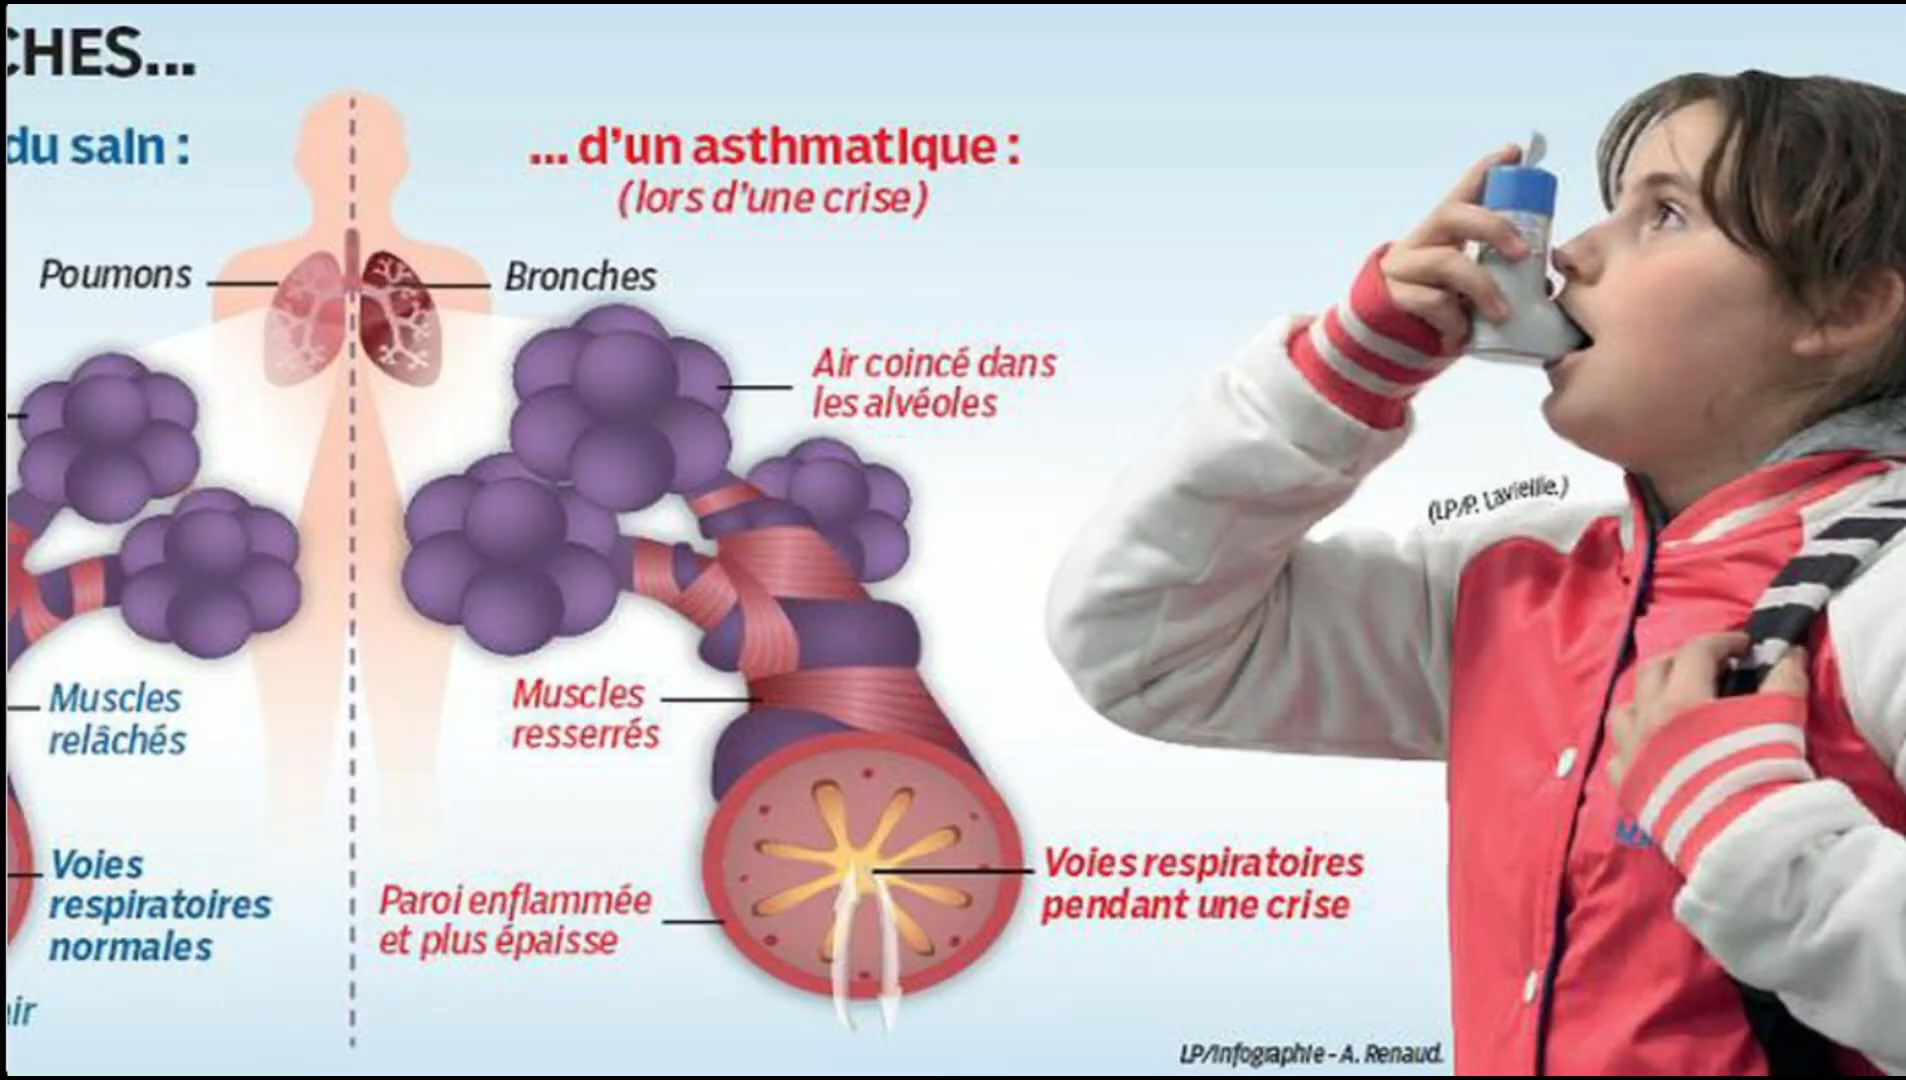 CHES...
du sain :
... d'un asthmatique :
(lors d'une crise)
Poumons
Bronches
Air coincé dans
les alvéoles
(LP/P. Lavieille.)
Muscles
relâchés
Muscles
resserrés
Voies
respiratoires
normales
Paroi enflammée
et plus épaisse
Voies respiratoires
pendant une crise
air
LP/Infographie - A. Renaud.